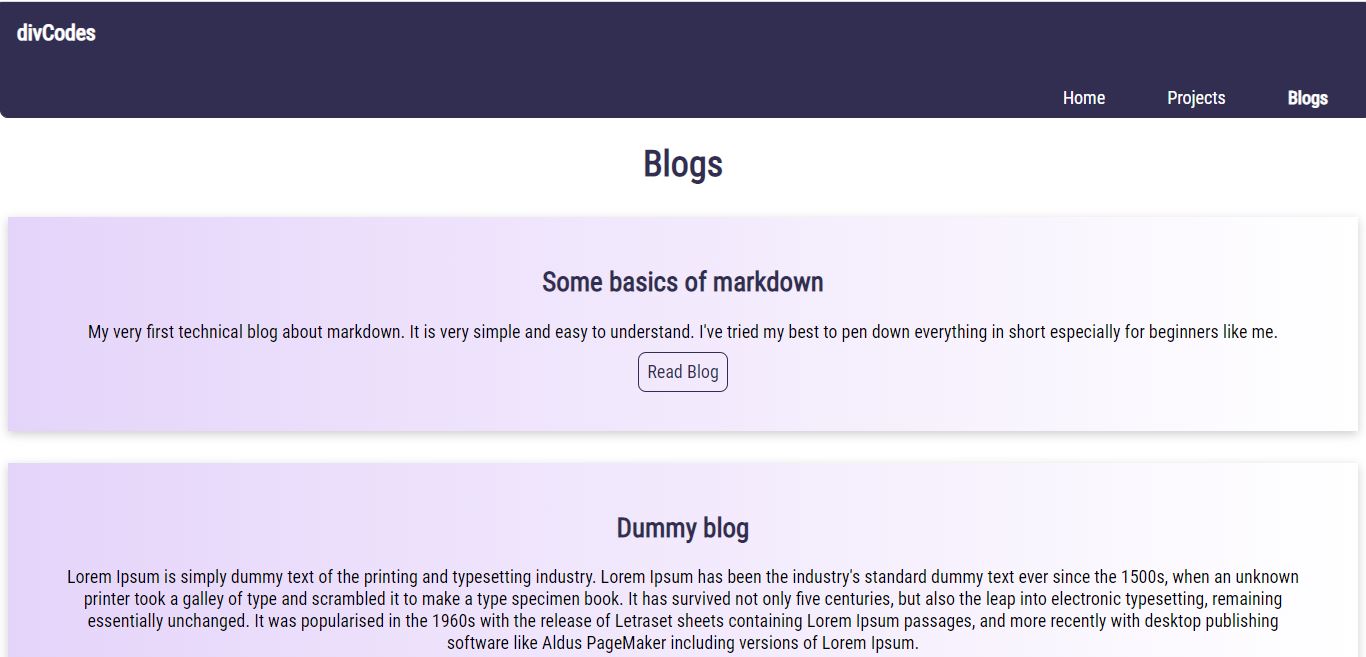 divCodes
Home Projects Blogs
Blogs
Some basics of markdown
My very first technical blog about markdown. It is very simple and easy to understand. I've tried my best to pen down everything in short especially for beginners like me.
Read Blog
Dummy blog
Lorem Ipsum is simply dummy text of the printing and typesetting industry. Lorem Ipsum has been the industry's standard dummy text ever since the 1500s, when an unknown
printer took a galley of type and scrambled it to make a type specimen book. It has survived not only five centuries, but also the leap into electronic typesetting, remaining
essentially unchanged. It was popularised in the 1960s with the release of Letraset sheets containing Lorem Ipsum passages, and more recently with desktop publishing
software like Aldus PageMaker including versions of Lorem Ipsum.